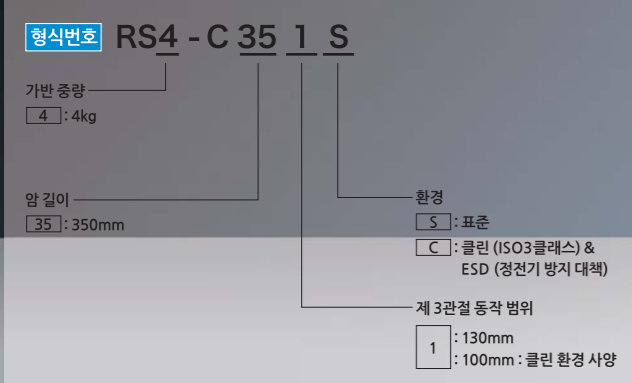 형식번호 RS4 - C 35 1 S
가반 중량
4 : 4kg
암 길이
35 : 350mm
환경
S : 표준
C : 클린 (ISO3클래스) &
ESD (정전기 방지 대책)
제 3관절 동작 범위
1 : 130mm
: 100mm : 클린 환경 사양